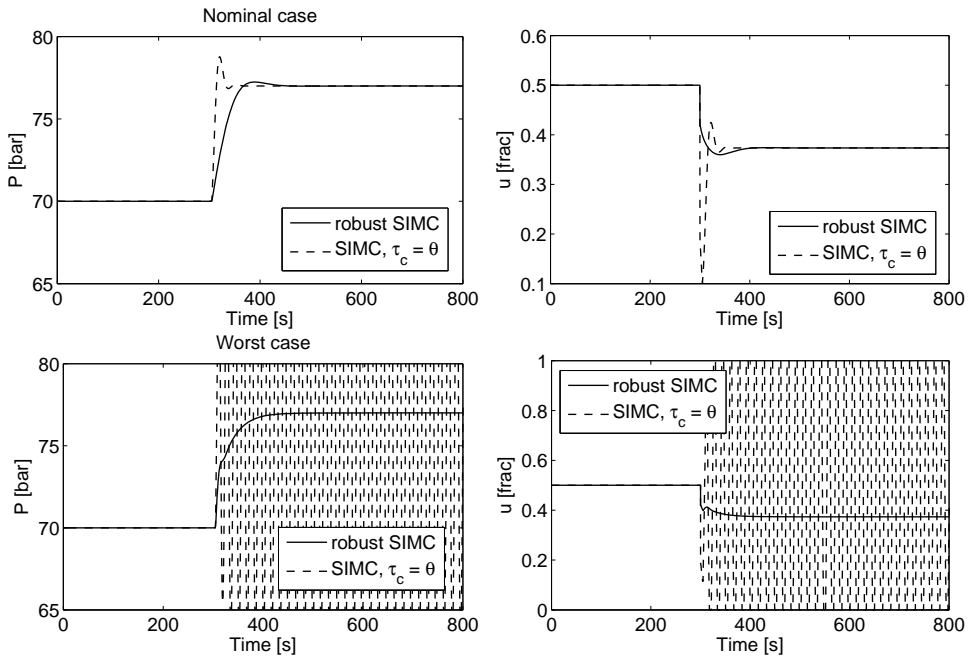 Nominal case
80
75
70
65
P [bar]
robust SIMC
SIMC, τc = θ
0 200 400 600 800
Time [s]
0.6
0.5
0.4
0.3
0.2
0.1
u [frac]
robust SIMC
SIMC, τc = θ
0 200 400 600 800
Time [s]
Worst case
80
75
70
65
P [bar]
robust SIMC
SIMC, τc = θ
0 200 400 600 800
Time [s]
1
0.8
0.6
0.4
0.2
0
u [frac]
robust SIMC
SIMC, τc = θ
0 200 400 600 800
Time [s]